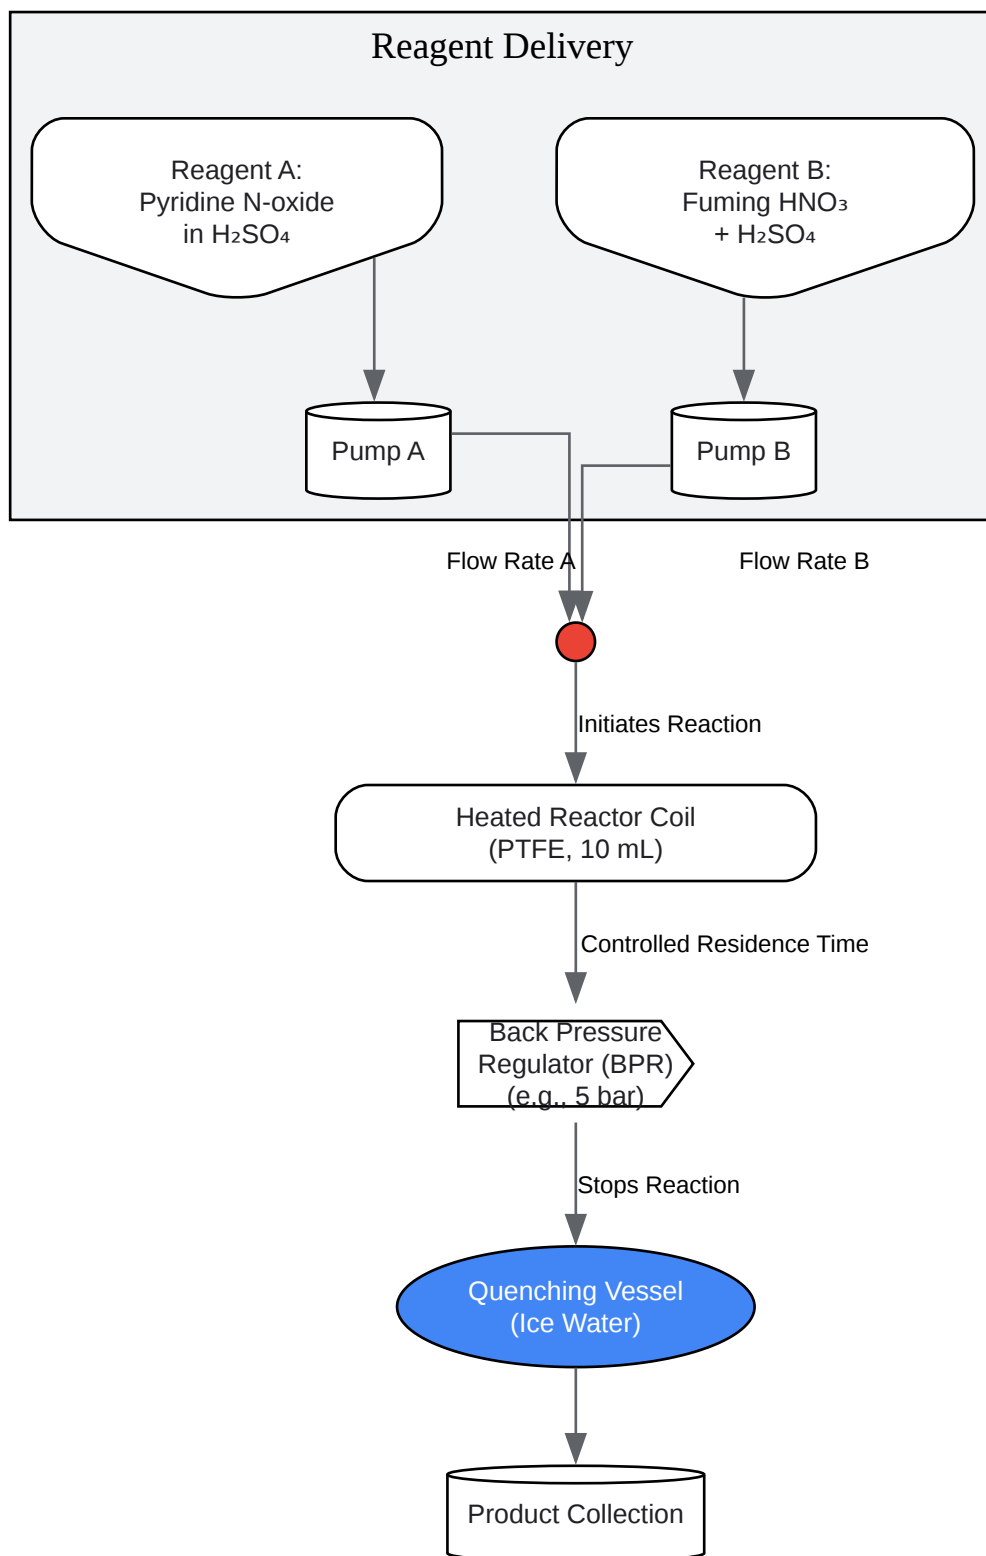 Reagent Delivery
Reagent A:
Pyridine N-oxide
in H₂SO₄
Reagent B:
Fuming HNO₃
+ H₂SO₄
Pump A
Pump B
Flow Rate A
Flow Rate B
Initiates Reaction
Heated Reactor Coil
(PTFE, 10 mL)
Controlled Residence Time
Back Pressure
Regulator (BPR)
(e.g., 5 bar)
Stops Reaction
Quenching Vessel
(Ice Water)
Product Collection